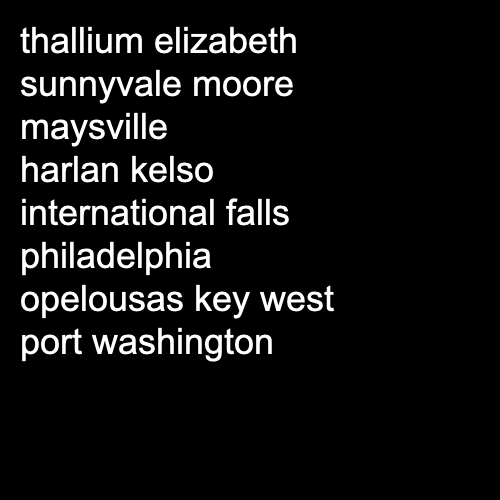 thallium elizabeth
sunnyvale moore
maysville
harlan kelso
international falls
philadelphia
opelousas key west
port washington